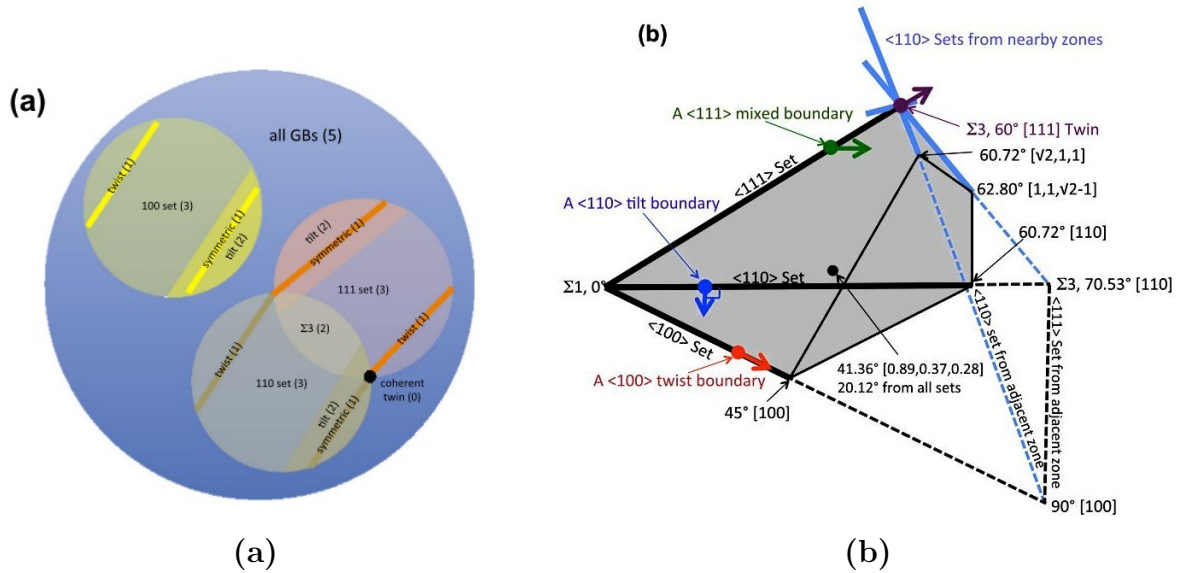 (a)
all GBs (5)
twist (1)
100 set (3)
symmetric (1)
tilt (2)
tilt (2)
symmetric (1)
111 set (3)
Σ3 (2)
twist (1)
twist (1)
110 set (3)
coherent
twin (0)
tilt (2)
symmetric (1)
(a)
(b)
<110> Sets from nearby zones
A <111> mixed boundary
Σ3, 60° [111] Twin
60.72° [√2,1,1]
<111> Set
62.80° [1,1,√2-1]
A <110> tilt boundary
60.72° [110]
<110> Set
Σ1, 0°
Σ3, 70.53° [110]
<100> Set
<110> set from adjacent zone
<111> Set from adjacent zone
A <100> twist boundary
41.36° [0.89,0.37,0.28]
20.12° from all sets
45° [100]
90° [100]
(b)